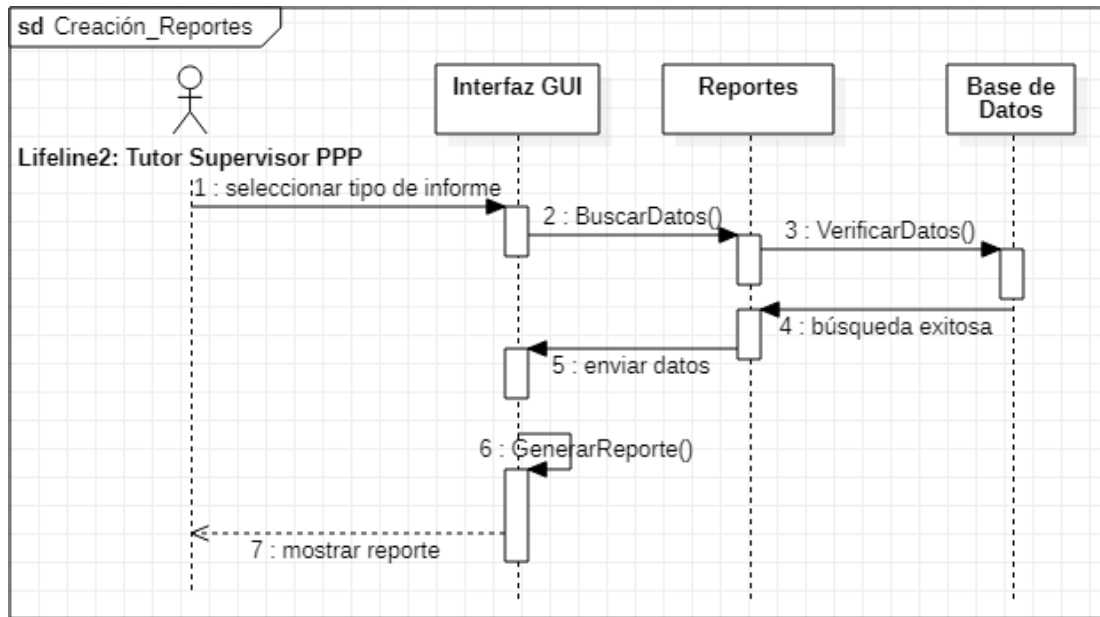 sd Creación_Reportes
Interfaz GUI
Reportes
Base de
Datos
Lifeline2: Tutor Supervisor PPP
1 : seleccionar tipo de informe
2 : BuscarDatos()
3 : VerificarDatos()
4 : búsqueda exitosa
5 : enviar datos
6 : GenerarReporte()
7 : mostrar reporte